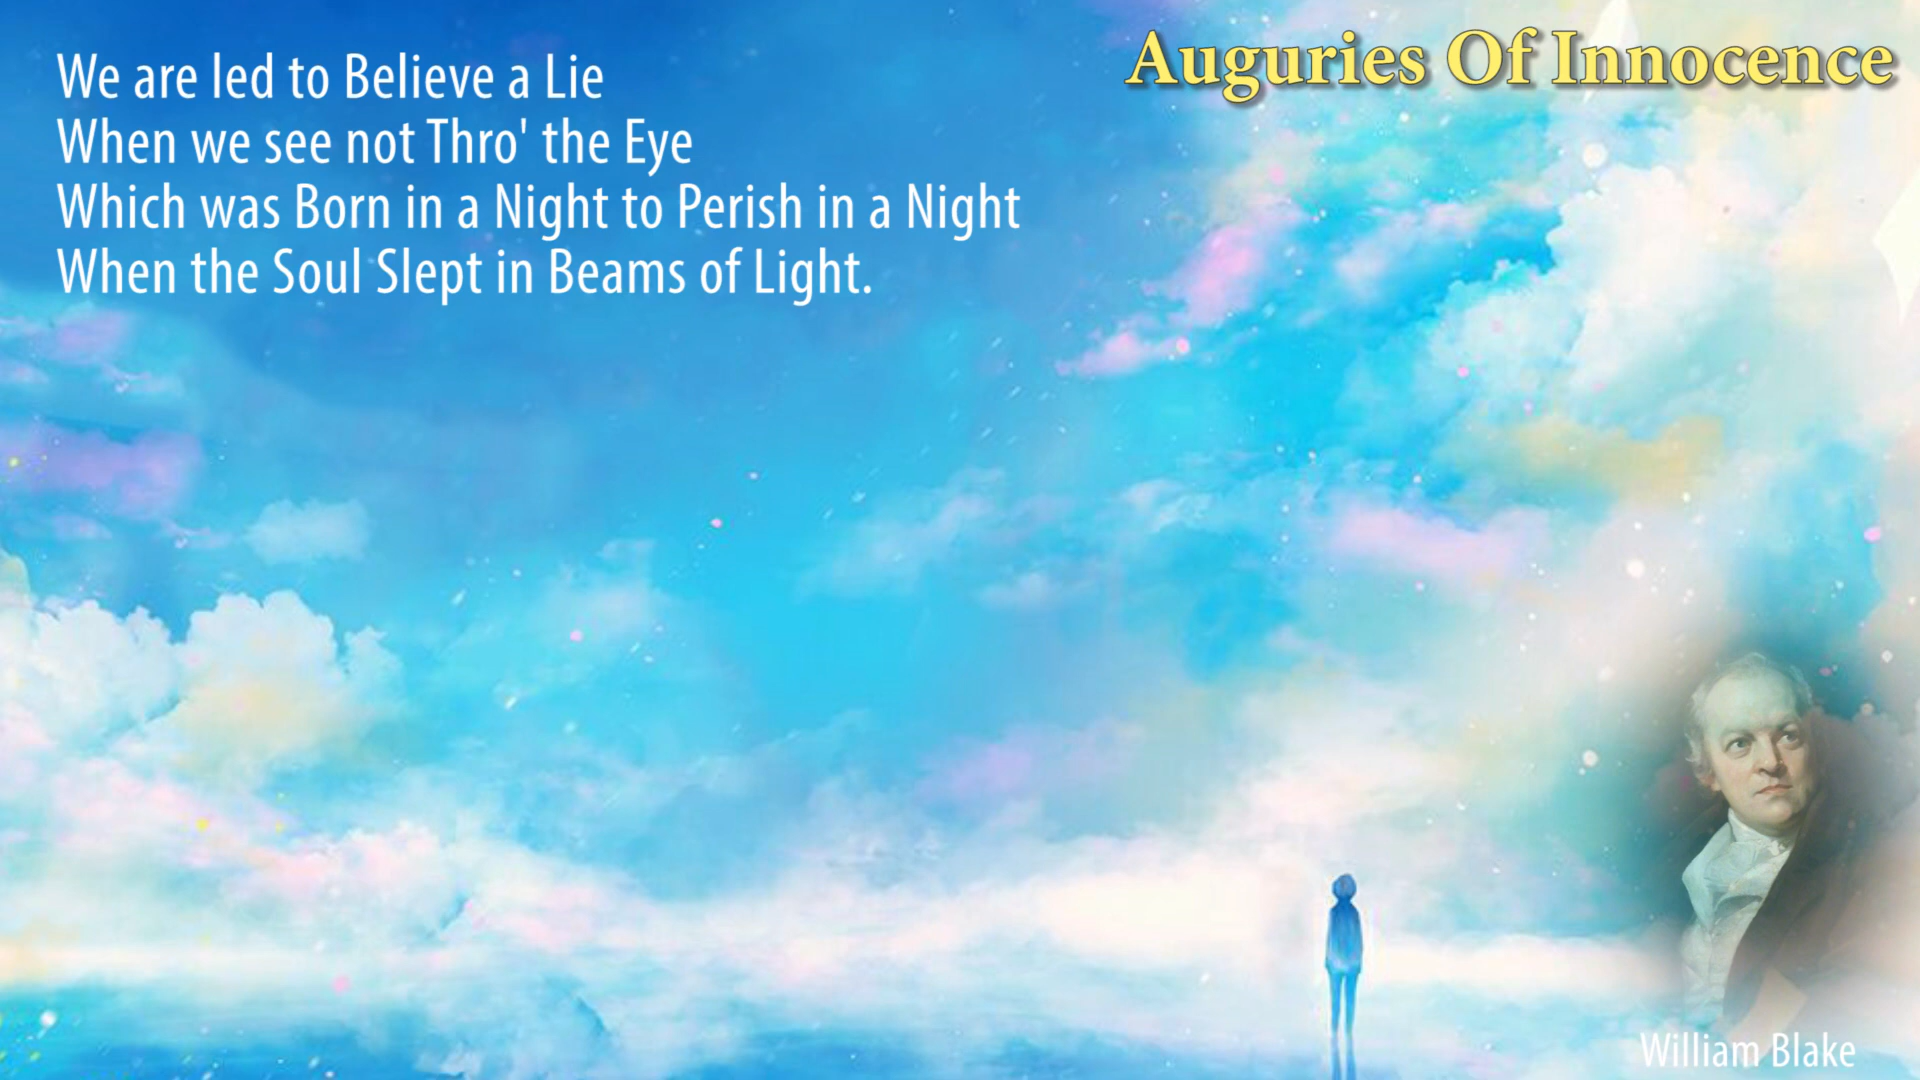 Auguries Of Innocence
We are led to Believe a Lie
When we see not Thro' the Eye
Which was Born in a Night to Perish in a Night
When the Soul Slept in Beams of Light.
William Blake